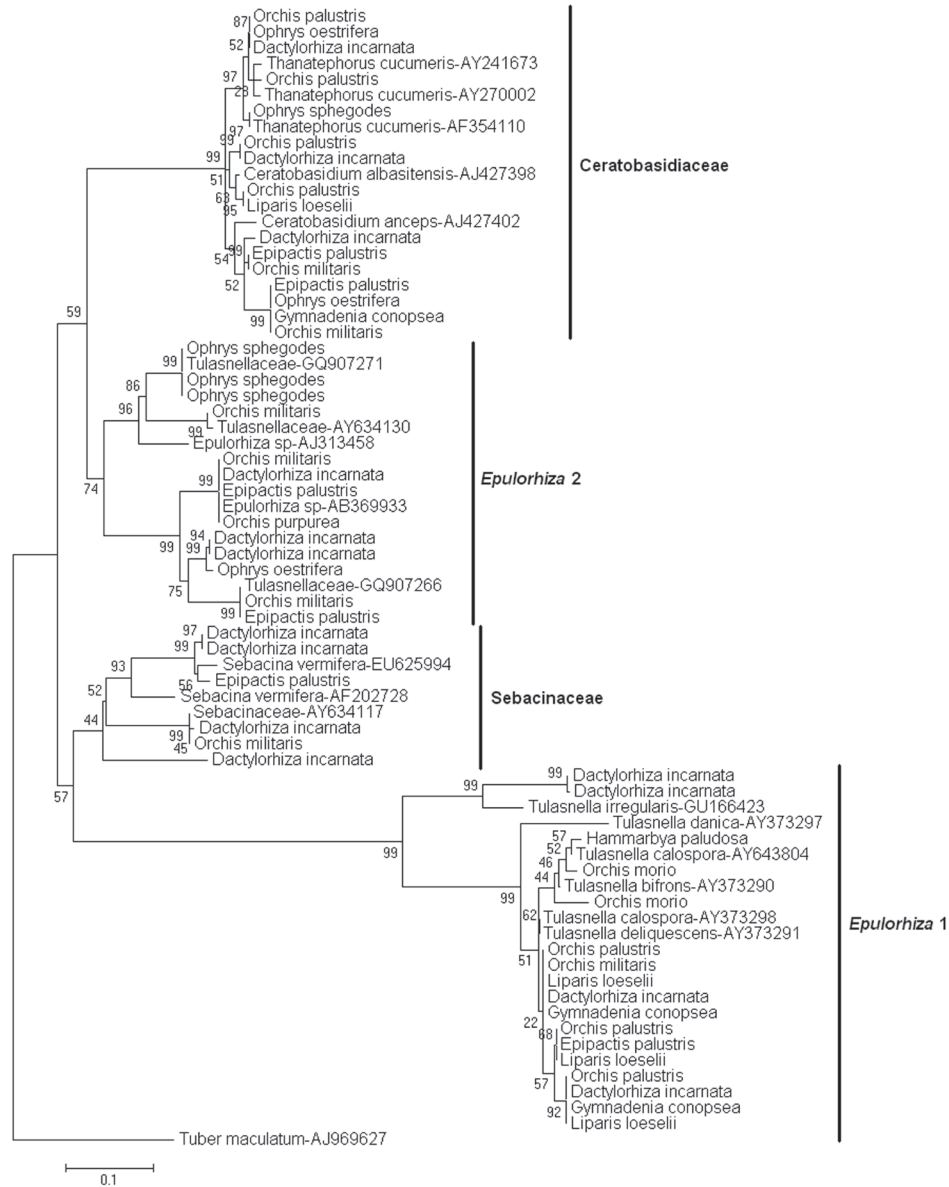 Orchis palustris
87
Ophrys oestrifera
52
Dactylorhiza incarnata
Thanatephorus cucumeris-AY241673
97
Orchis palustris
28
Thanatephorus cucumeris-AY270002
Ophrys sphegodes
Thanatephorus cucumeris-AF354110
97
99
Orchis palustris
99
Dactylorhiza incarnata
Ceratobasidiaceae
51
Ceratobasidium albasitensis-AJ427398
Orchis palustris
63
95
Liparis loeselii
Ceratobasidium anceps-AJ427402
Dactylorhiza incarnata
99
Epipactis palustris
54
Orchis militaris
52
Epipactis palustris
Ophrys oestrifera
59
99
Gymnadenia conopsea
Orchis militaris
Ophrys sphegodes
99
Tulasnellaceae-GQ907271
86
Ophrys sphegodes
Ophrys sphegodes
96
Orchis militaris
99
Tulasnellaceae-AY634130
Epulorhiza sp-AJ313458
Orchis militaris
99
Dactylorhiza incarnata
Epulorhiza 2
74
Epipactis palustris
Epulorhiza sp-AB369933
Orchis purpurea
94
Dactylorhiza incarnata
99
99
Dactylorhiza incarnata
Ophrys oestrifera
75
Tulasnellaceae-GQ907266
Orchis militaris
99
Epipactis palustris
97
Dactylorhiza incarnata
99
Dactylorhiza incarnata
93
Sebacina vermifera-EU625994
56
Epipactis palustris
52
Sebacina vermifera-AF202728
Sebacinaceae
44
Sebacinaceae-AY634117
Dactylorhiza incarnata
99
45
Orchis militaris
Dactylorhiza incarnata
57
99
Dactylorhiza incarnata
99
Dactylorhiza incarnata
Tulasnella irregularis-GU166423
Tulasnella danica-AY373297
99
57
Hammarbya paludosa
52
Tulasnella calospora-AY643804
46
Orchis morio
44
Tulasnella bifrons-AY373290
99
Orchis morio
62
Tulasnella calospora-AY373298
Epulorhiza 1
Tulasnella deliquescens-AY373291
51
Orchis palustris
Orchis militaris
Liparis loeselii
Dactylorhiza incarnata
Gymnadenia conopsea
22
68
Orchis palustris
Epipactis palustris
Liparis loeselii
57
Orchis palustris
Dactylorhiza incarnata
92
Gymnadenia conopsea
Liparis loeselii
Tuber maculatum-AJ969627
0.1